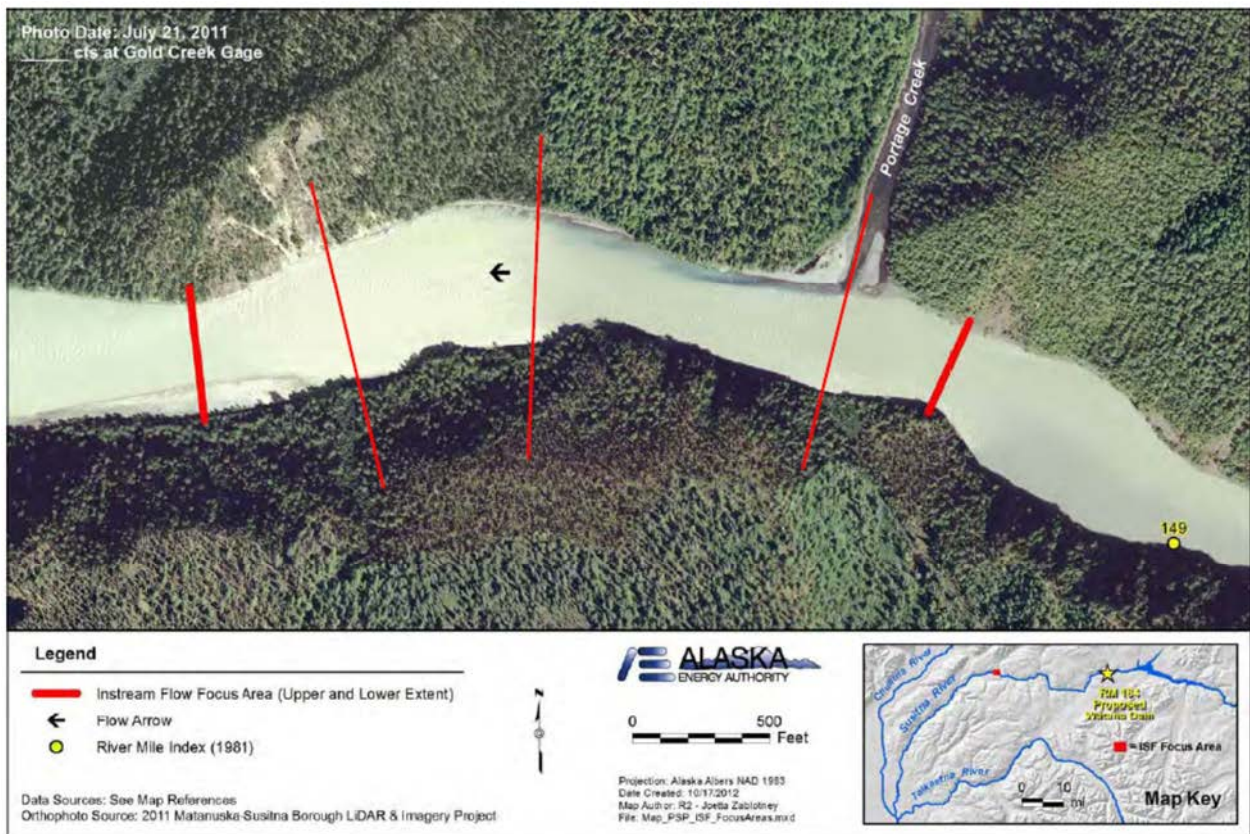 Photo Date: July 21, 2011
_____ cfs at Gold Creek Gage
Portage Creek
149
Legend
Instream Flow Focus Area (Upper and Lower Extent)
Flow Arrow
River Mile Index (1981)
Data Sources: See Map References
Orthophoto Source: 2011 Matanuska-Susitna Borough LiDAR & Imagery Project
N
ALASKA
ENERGY AUTHORITY
0 500
Feet
Projection: Alaska Albers NAD 1983
Date Created: 10/17/2012
Map Author: R2 - Joetta Zablotney
File: Map_PSP_ISF_FocusAreas.mxd
Chulitna River
Susitna River
Talkeetna River
RM 184
Proposed
Watana Dam
= ISF Focus Area
0 5 10
mi
Map Key